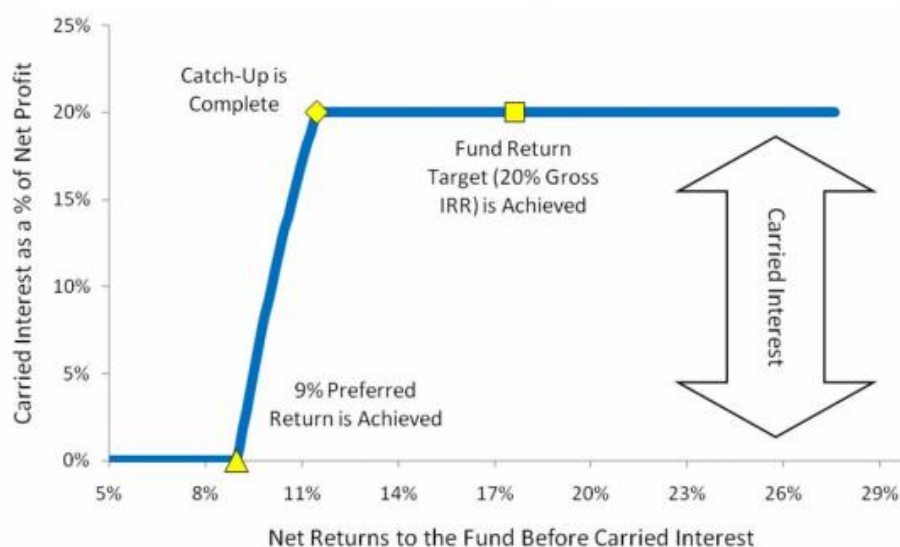 25%
20%
15%
10%
5%
0%
Carried Interest as a % of Net Profit
Catch-Up is
Complete
Fund Return
Target (20% Gross
IRR) is Achieved
9% Preferred
Return is Achieved
Carried Interest
5%
8%
11%
14%
17%
20%
23%
26%
29%
Net Returns to the Fund Before Carried Interest